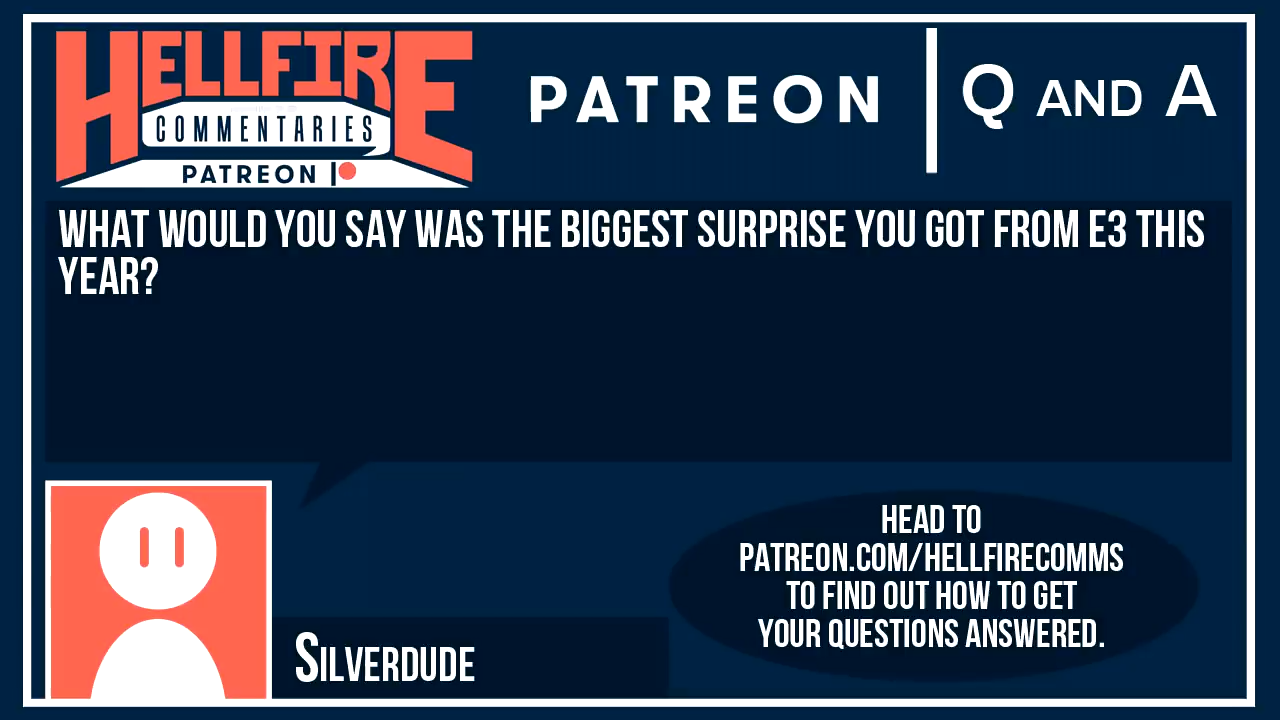 HELLFIRE
COMMENTARIES
PATREON
PATREON | Q AND A
WHAT WOULD YOU SAY WAS THE BIGGEST SURPRISE YOU GOT FROM E3 THIS
YEAR?
HEAD TO
PATREON.COM/HELLFIRECOMMS
TO FIND OUT HOW TO GET
YOUR QUESTIONS ANSWERED.
SILVERDUDE